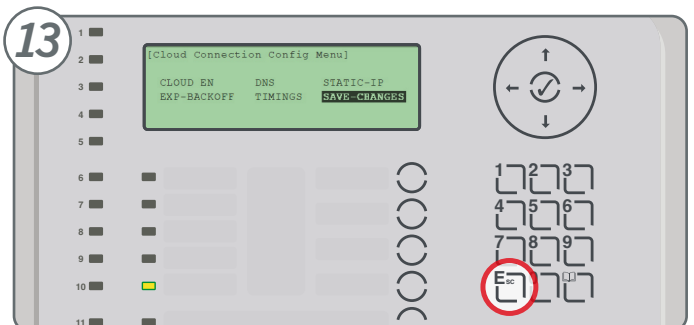 13
[Cloud Connection Config Menu]
CLOUD EN DNS STATIC-IP
EXP-BACKOFF TIMINGS SAVE-CHANGES
1
2
3
4
5
6
7
8
9
10
11
1 2 3
4 5 6
7 8 9
Esc